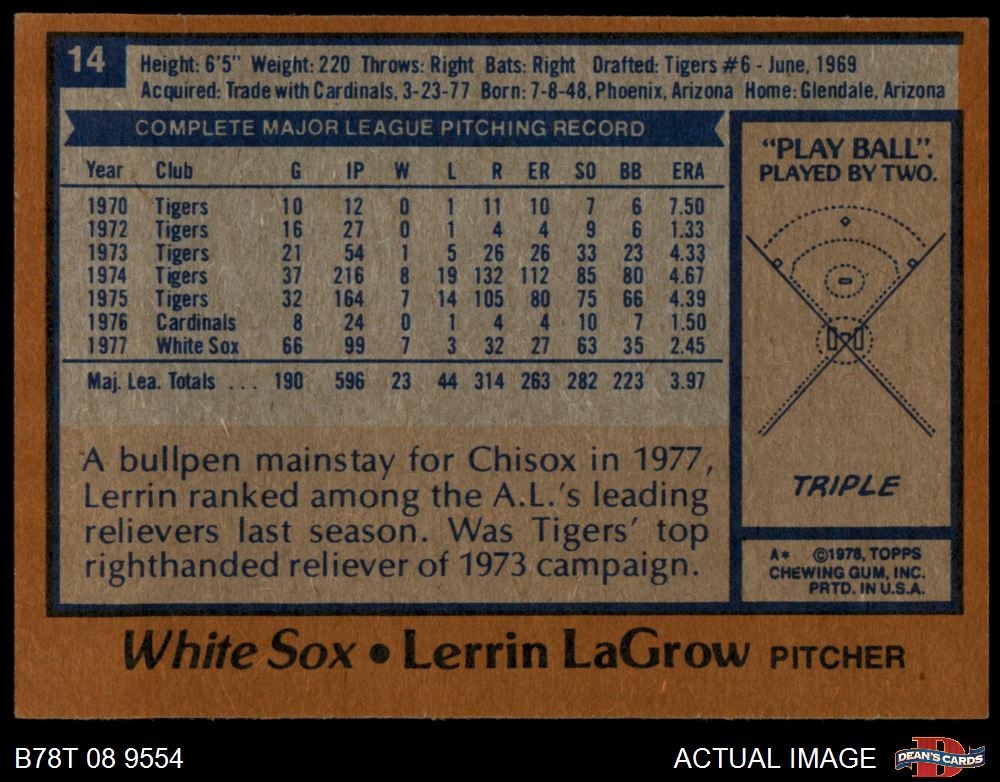 14
Height: 6'5" Weight: 220 Throws: Right Bats: Right Drafted: Tigers #6 - June, 1969
Acquired: Trade with Cardinals, 3-23-77 Born: 7-8-48, Phoenix, Arizona Home: Glendale, Arizona
COMPLETE MAJOR LEAGUE PITCHING RECORD
Year Club G IP W L R ER SO BB ERA
1970 Tigers 10 12 0 1 11 10 7 6 7.50
1972 Tigers 16 27 0 1 4 4 9 6 1.33
1973 Tigers 21 54 1 5 26 26 33 23 4.33
1974 Tigers 37 216 8 19 132 112 85 80 4.67
1975 Tigers 32 164 7 14 105 80 75 66 4.39
1976 Cardinals 8 24 0 1 4 4 10 7 1.50
1977 White Sox 66 99 7 3 32 27 63 35 2.45
Maj. Lea. Totals ... 190 596 23 44 314 263 282 223 3.97
A bullpen mainstay for Chisox in 1977,
Lerrin ranked among the A.L.'s leading
relievers last season. Was Tigers' top
righthanded reliever of 1973 campaign.
"PLAY BALL".
PLAYED BY TWO.
TRIPLE
A* ©1978, TOPPS
CHEWING GUM, INC.
PRTD. IN U.S.A.
White Sox • Lerrin LaGrow PITCHER
B78T 08 9554
ACTUAL IMAGE
D
DEAN'S CARDS